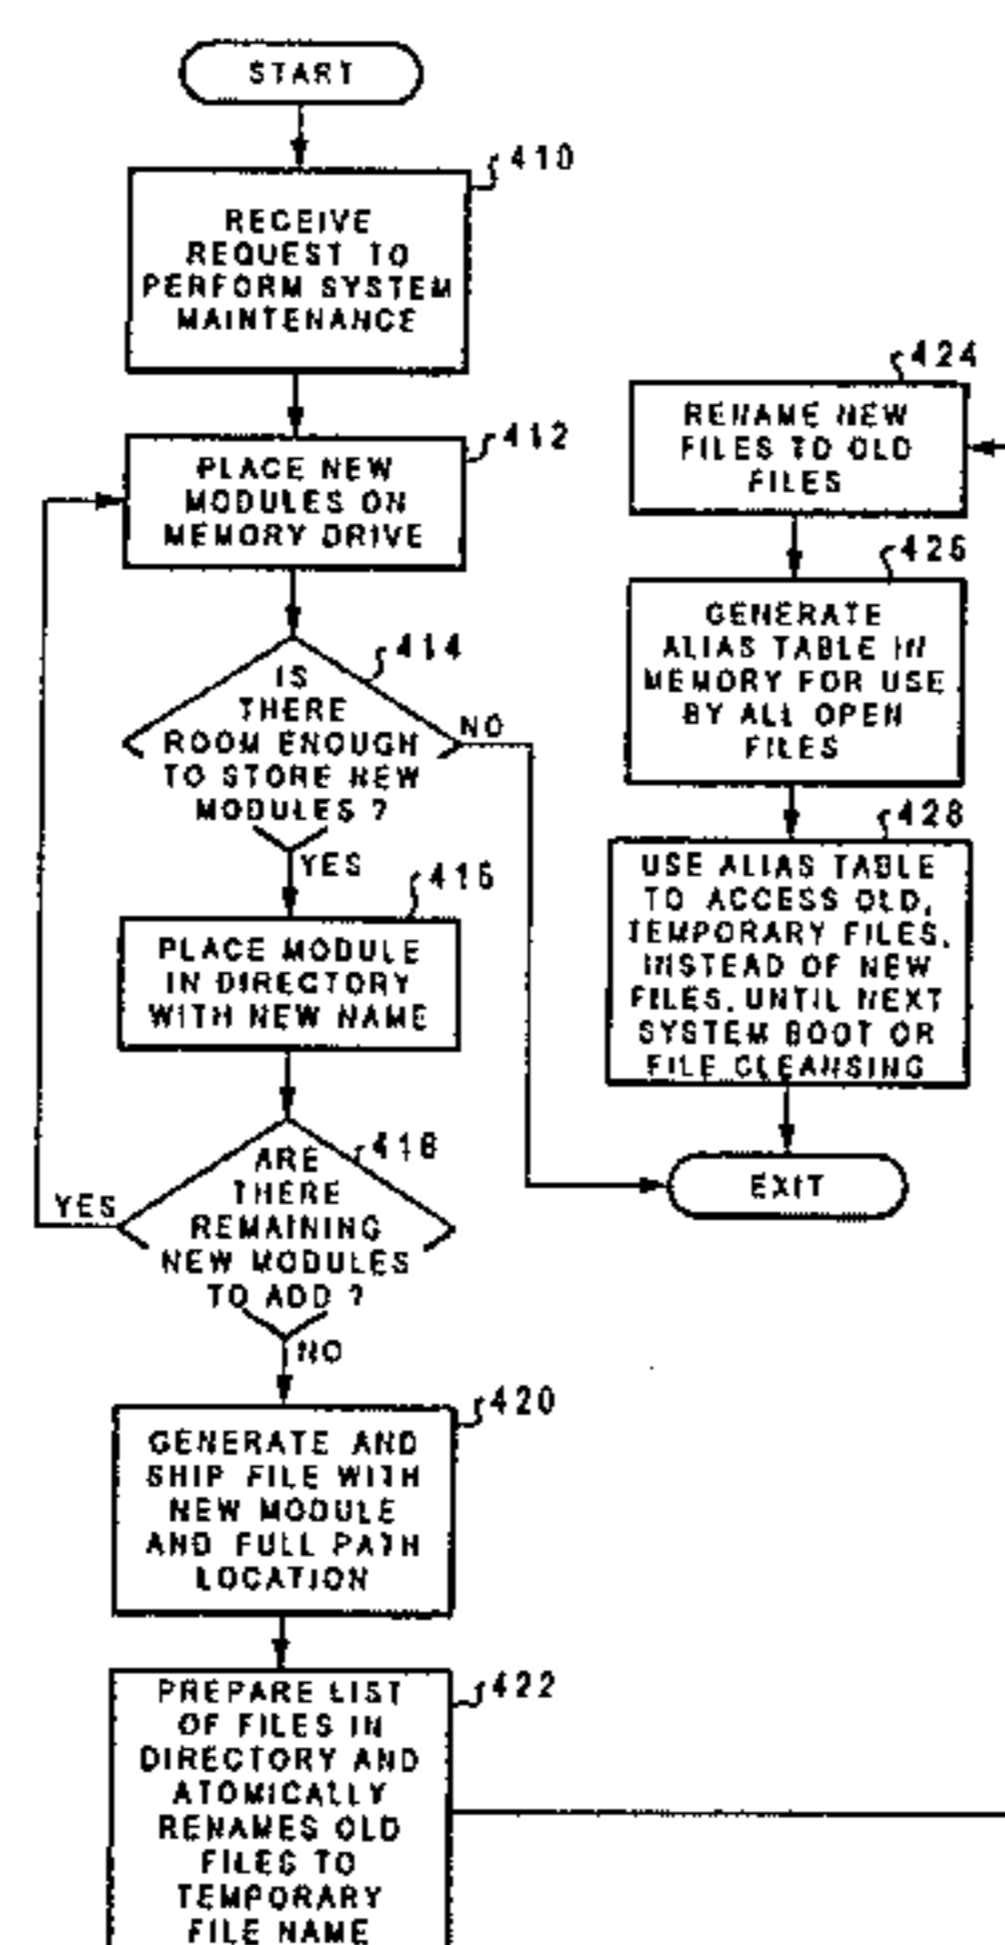 START
410
RECEIVE
REQUEST TO
PERFORM SYSTEM
MAINTENANCE
412
PLACE NEW
MODULES ON
MEMORY DRIVE
414
IS
THERE
ROOM ENOUGH
TO STORE NEW
MODULES ?
NO
YES
416
PLACE MODULE
IN DIRECTORY
WITH NEW NAME
418
ARE
THERE
REMAINING
NEW MODULES
TO ADD ?
YES
NO
420
GENERATE AND
SHIP FILE WITH
NEW MODULE
AND FULL PATH
LOCATION
422
PREPARE LIST
OF FILES IN
DIRECTORY AND
ATOMICALLY
RENAMES OLD
FILES TO
TEMPORARY
FILE NAME
424
RENAME NEW
FILES TO OLD
FILES
426
GENERATE
ALIAS TABLE IN
MEMORY FOR USE
BY ALL OPEN
FILES
428
USE ALIAS TABLE
TO ACCESS OLD,
TEMPORARY FILES,
INSTEAD OF NEW
FILES, UNTIL NEXT
SYSTEM BOOT OR
FILE CLEANSING
EXIT